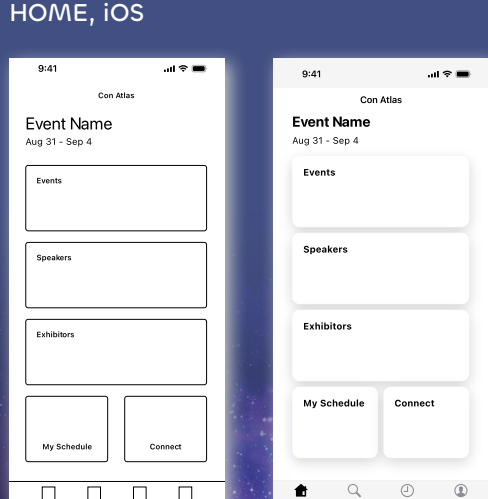 HOME, iOS
9:41
Con Atlas
Event Name
Aug 31 - Sep 4
Events
Speakers
Exhibitors
My Schedule
Connect
9:41
Con Atlas
Event Name
Aug 31 - Sep 4
Events
Speakers
Exhibitors
My Schedule
Connect